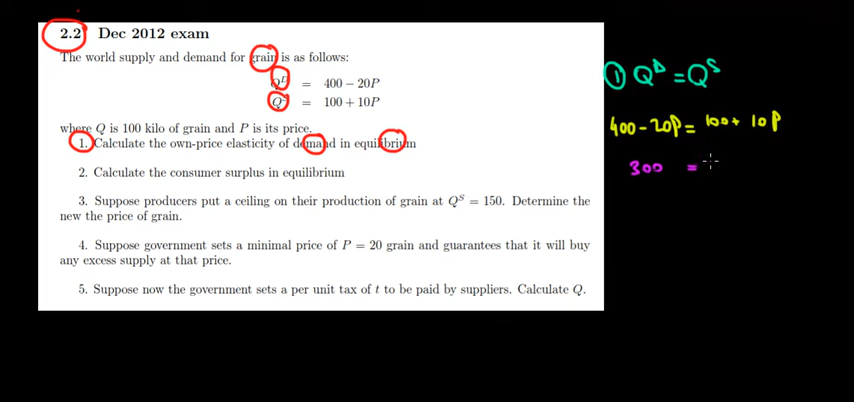 2.2 Dec 2012 exam
The world supply and demand for grain is as follows:
Q^D = 400 − 20P
Q^S = 100 + 10P
where Q is 100 kilo of grain and P is its price.
1. Calculate the own-price elasticity of demand in equilibrium
2. Calculate the consumer surplus in equilibrium
3. Suppose producers put a ceiling on their production of grain at Q^S = 150. Determine the
new the price of grain.
4. Suppose government sets a minimal price of P = 20 grain and guarantees that it will buy
any excess supply at that price.
5. Suppose now the government sets a per unit tax of t to be paid by suppliers. Calculate Q.
① Q^D = Q^S
400 - 20P = 100 + 10P
300 =